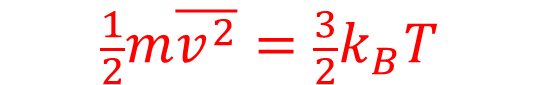 ½mv̅²̅ = ³⁄₂k_BT